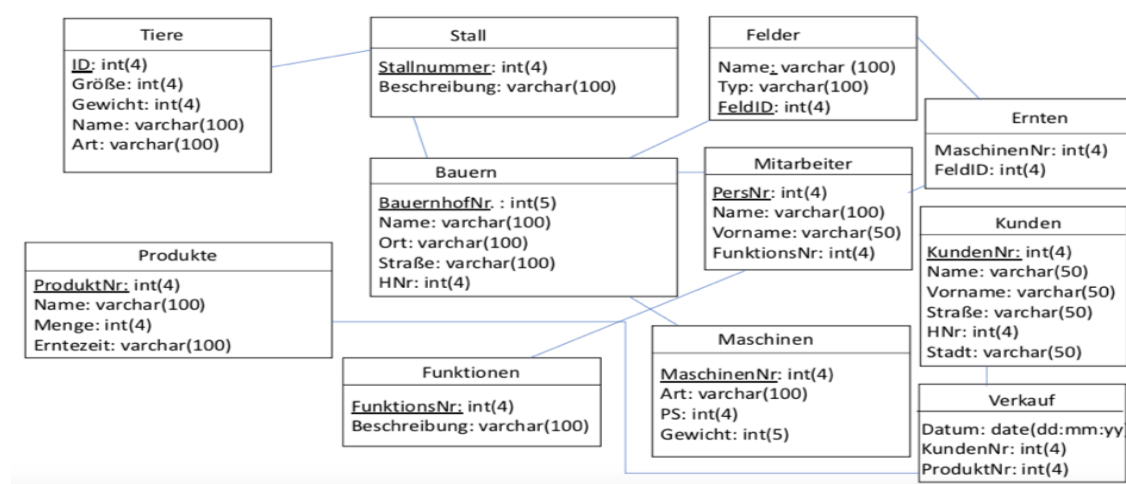 Tiere
ID: int(4)
Größe: int(4)
Gewicht: int(4)
Name: varchar(100)
Art: varchar(100)
Stall
Stallnummer: int(4)
Beschreibung: varchar(100)
Felder
Name: varchar (100)
Typ: varchar(100)
FeldID: int(4)
Ernten
MaschinenNr: int(4)
FeldID: int(4)
Bauern
BauernhofNr. : int(5)
Name: varchar(100)
Ort: varchar(100)
Straße: varchar(100)
HNr: int(4)
Mitarbeiter
PersNr: int(4)
Name: varchar(100)
Vorname: varchar(50)
FunktionsNr: int(4)
Kunden
KundenNr: int(4)
Name: varchar(50)
Vorname: varchar(50)
Straße: varchar(50)
HNr: int(4)
Stadt: varchar(50)
Produkte
ProduktNr: int(4)
Name: varchar(100)
Menge: int(4)
Erntezeit: varchar(100)
Funktionen
FunktionsNr: int(4)
Beschreibung: varchar(100)
Maschinen
MaschinenNr: int(4)
Art: varchar(100)
PS: int(4)
Gewicht: int(5)
Verkauf
Datum: date(dd:mm:yy)
KundenNr: int(4)
ProduktNr: int(4)